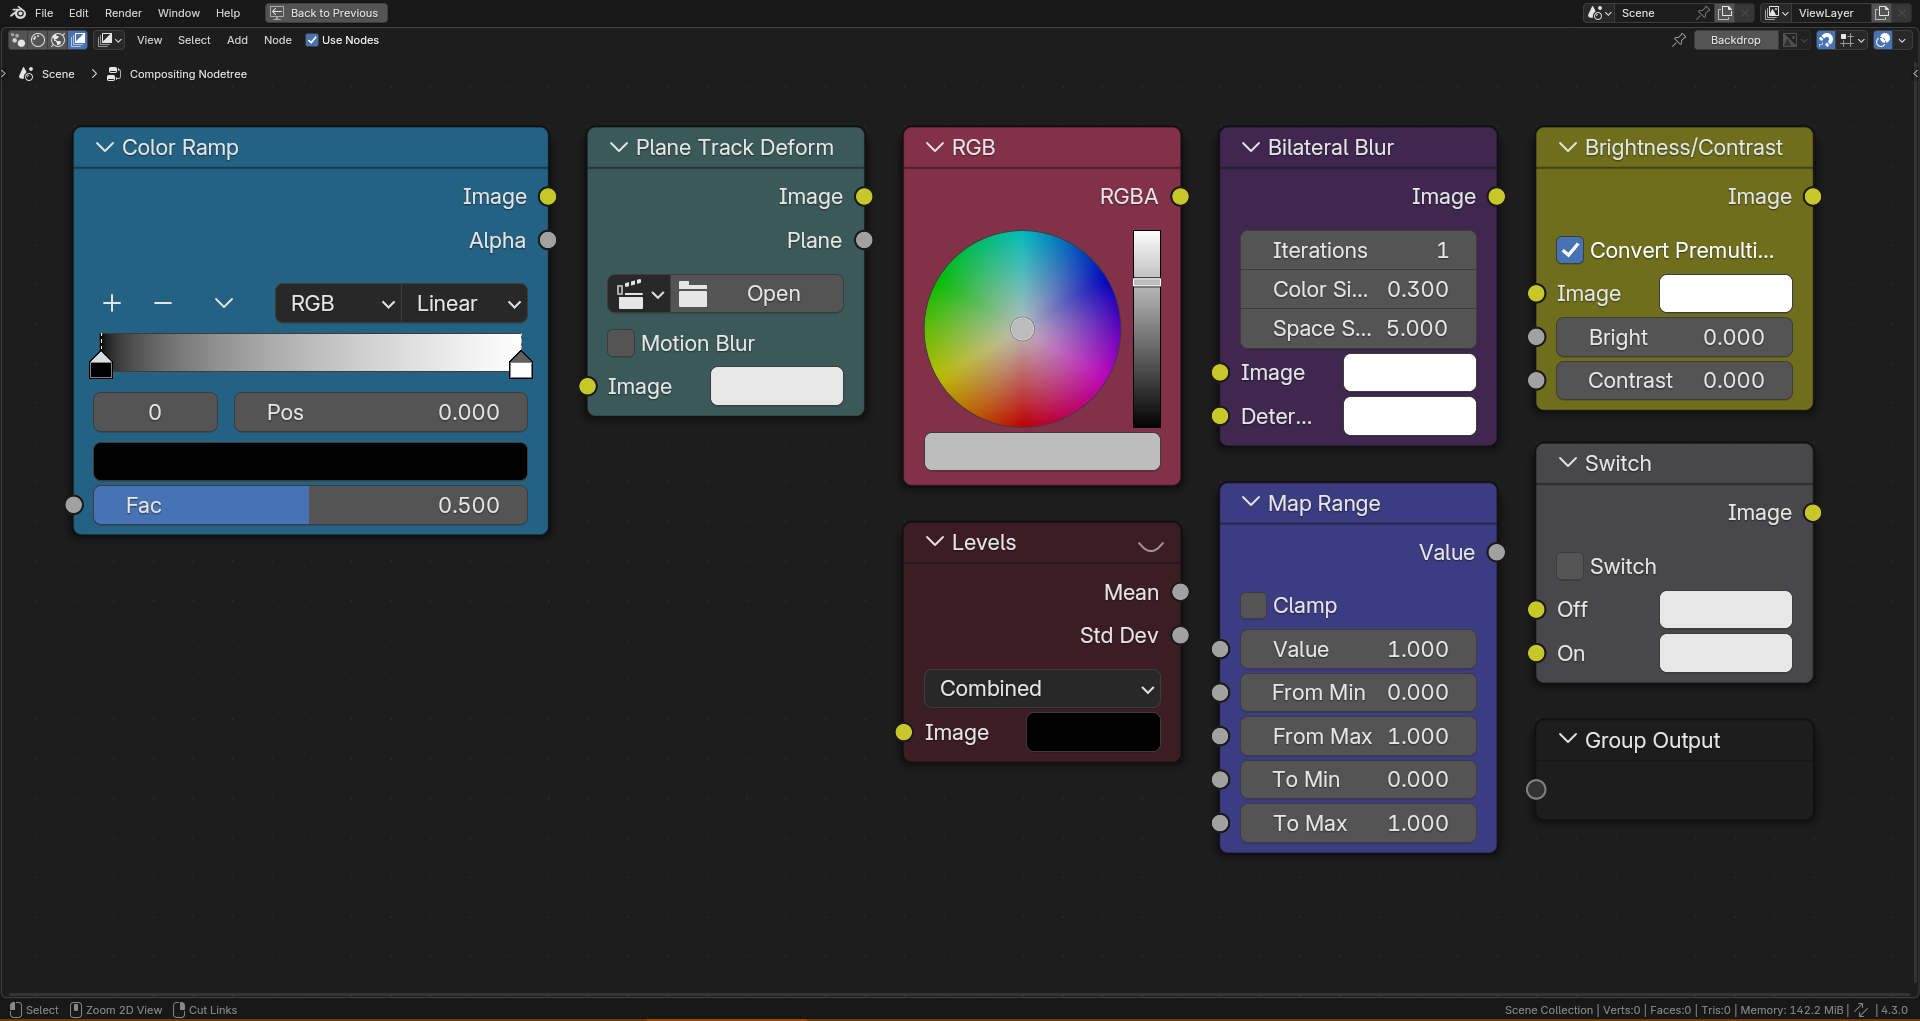 File Edit Render Window Help Back to Previous Scene ViewLayer
View Select Add Node Use Nodes Backdrop
Scene Compositing Nodetree
Color Ramp
Image
Alpha
RGB Linear
0 Pos 0.000
Fac 0.500
Plane Track Deform
Image
Plane
Open
Motion Blur
Image
RGB
RGBA
Levels
Mean
Std Dev
Combined
Image
Bilateral Blur
Image
Iterations 1
Color Si... 0.300
Space S... 5.000
Image
Deter...
Map Range
Value
Clamp
Value 1.000
From Min 0.000
From Max 1.000
To Min 0.000
To Max 1.000
Brightness/Contrast
Image
Convert Premulti...
Image
Bright 0.000
Contrast 0.000
Switch
Image
Switch
Off
On
Group Output
Select Zoom 2D View Cut Links Scene Collection | Verts:0 | Faces:0 | Tris:0 | Memory: 142.2 MiB | 4.3.0